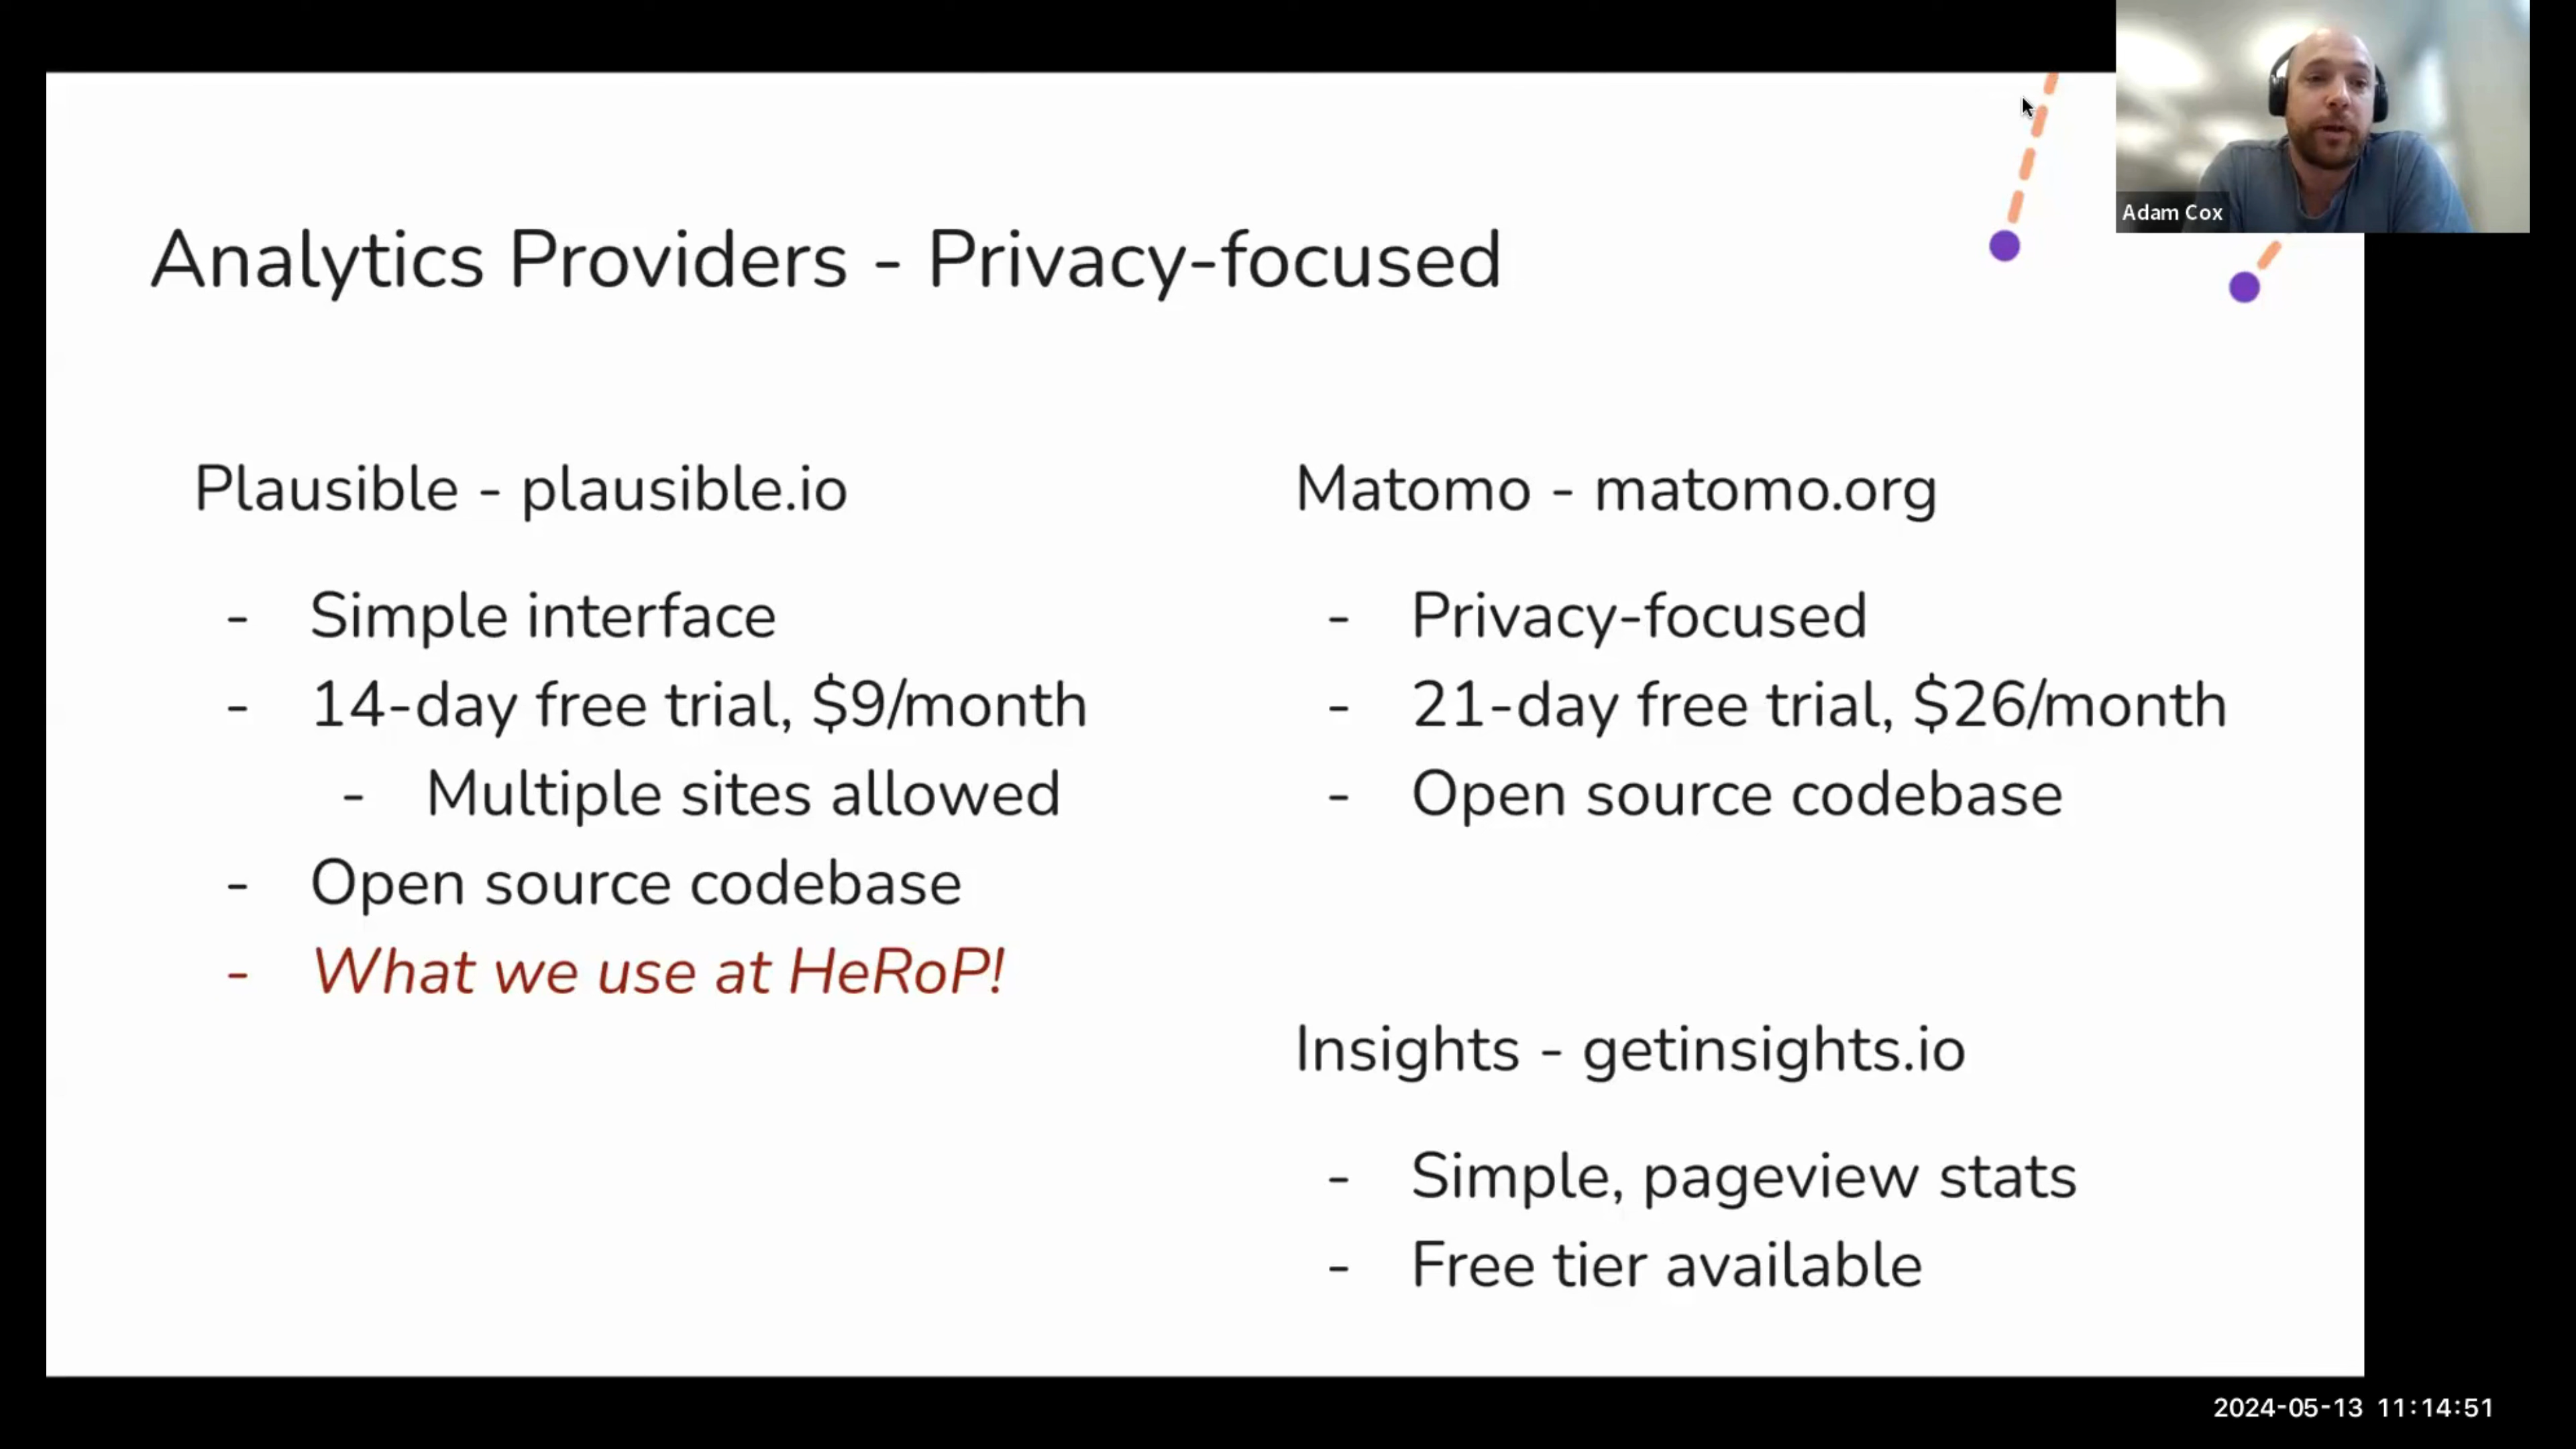 Adam Cox
Analytics Providers - Privacy-focused
Plausible - plausible.io
- Simple interface
- 14-day free trial, $9/month
- Multiple sites allowed
- Open source codebase
- What we use at HeRoP!
Matomo - matomo.org
- Privacy-focused
- 21-day free trial, $26/month
- Open source codebase
Insights - getinsights.io
- Simple, pageview stats
- Free tier available
2024-05-13 11:14:51